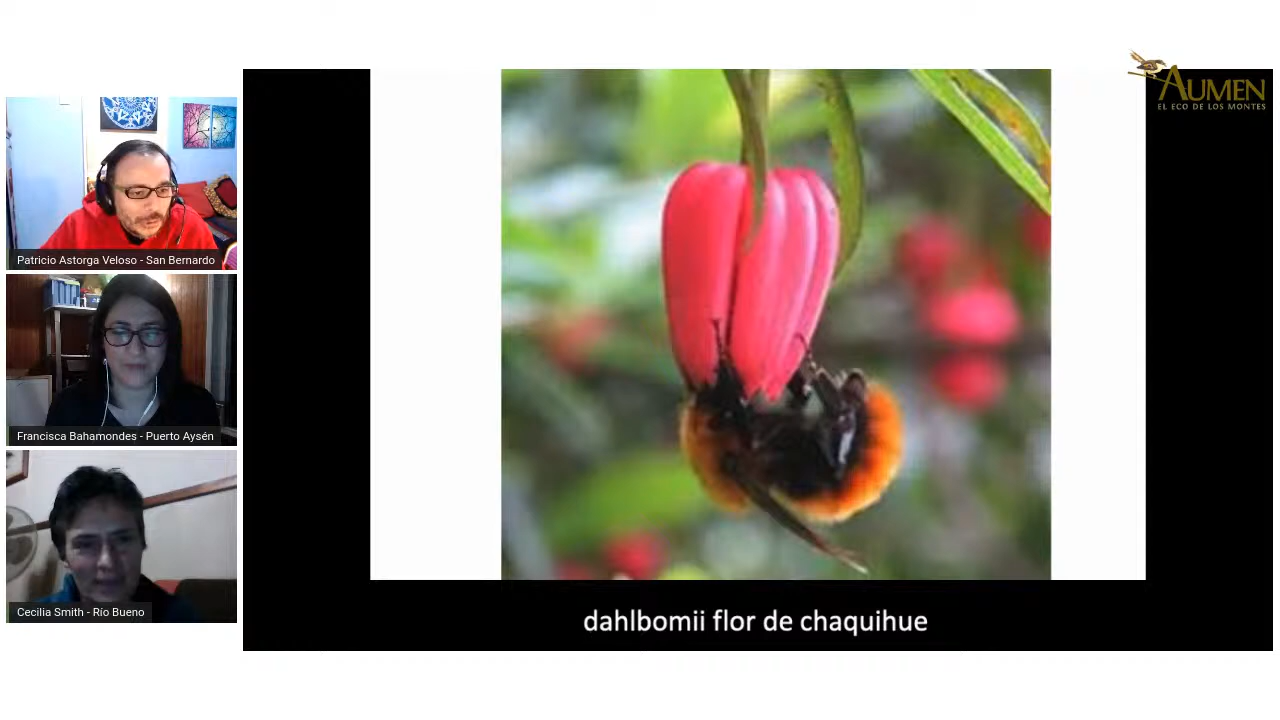 AUMEN
EL ECO DE LOS MONTES
Patricio Astorga Veloso - San Bernardo
Francisca Bahamondes - Puerto Aysén
Cecilia Smith - Río Bueno
dahlbomii flor de chaquihue